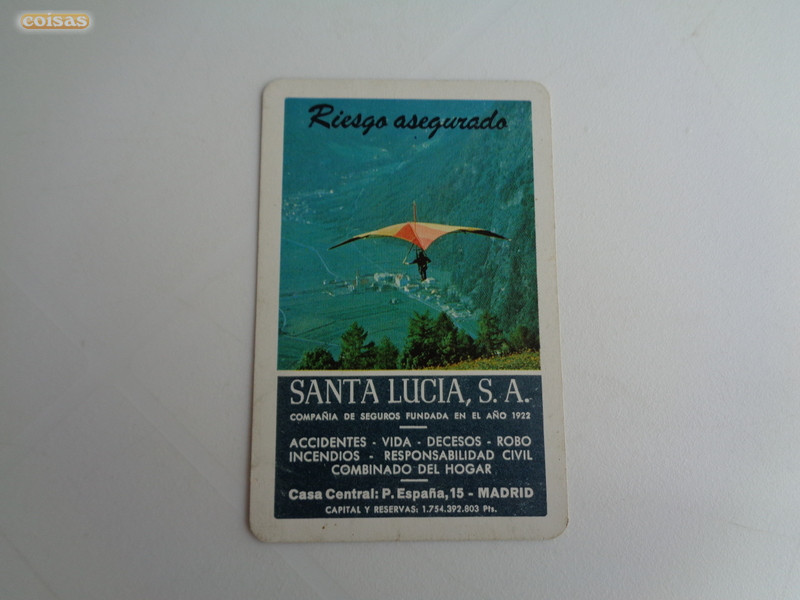 coisas
Riesgo asegurado
SANTA LUCIA, S. A.
COMPAÑIA DE SEGUROS FUNDADA EN EL AÑO 1922
ACCIDENTES - VIDA - DECESOS - ROBO
INCENDIOS - RESPONSABILIDAD CIVIL
COMBINADO DEL HOGAR
Casa Central: P. España, 15 - MADRID
CAPITAL Y RESERVAS: 1.754.392.803 Pts.